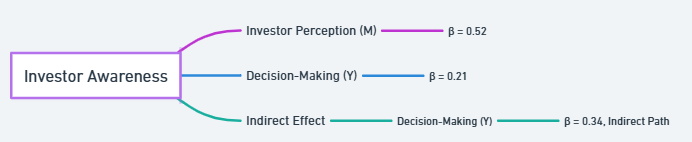 Investor Awareness
Investor Perception (M)
β = 0.52
Decision-Making (Y)
β = 0.21
Indirect Effect
Decision-Making (Y)
β = 0.34, Indirect Path